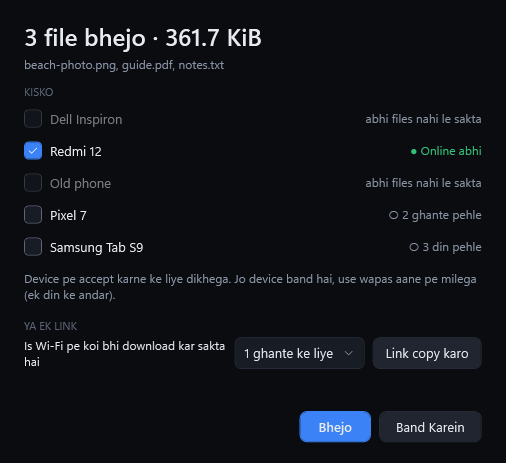 3 file bhejo · 361.7 KiB
beach-photo.png, guide.pdf, notes.txt
KISKO
Dell Inspiron abhi files nahi le sakta
Redmi 12 ● Online abhi
Old phone abhi files nahi le sakta
Pixel 7 ○ 2 ghante pehle
Samsung Tab S9 ○ 3 din pehle
Device pe accept karne ke liye dikhega. Jo device band hai, use wapas aane pe milega
(ek din ke andar).
YA EK LINK
Is Wi-Fi pe koi bhi download kar sakta
hai
1 ghante ke liye
Link copy karo
Bhejo
Band Karein